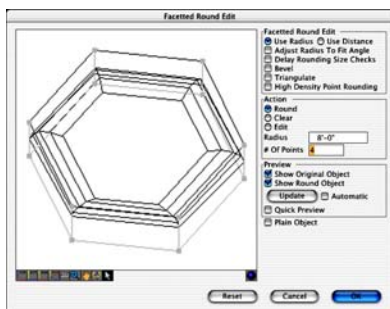 Facetted Round Edit
Facetted Round Edit
Use Radius Use Distance
Adjust Radius To Fit Angle
Delay Rounding Size Checks
Bevel
Triangulate
High Density Point Rounding
Action
Round
Clear
Edit
Radius 8'-0"
# Of Points 4
Preview
Show Original Object
Show Round Object
Update Automatic
Quick Preview
Plain Object
Reset Cancel OK